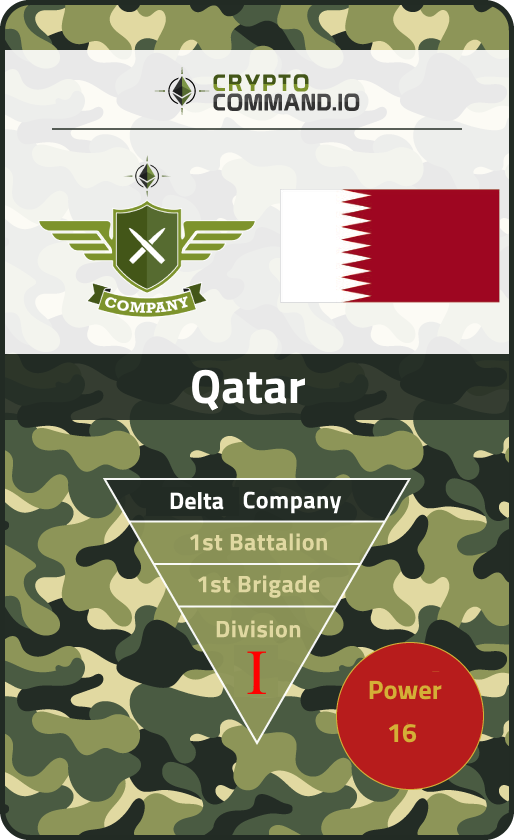 CRYPTO
COMMAND.IO
COMPANY
Qatar
Delta Company
1st Battalion
1st Brigade
Division
I
Power
16